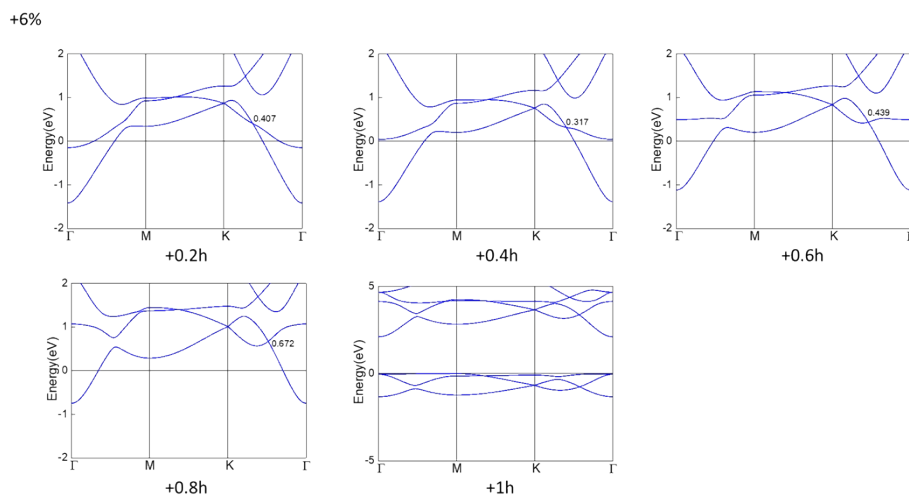 +6%
2
1
0
-1
-2
Energy(eV)
0.407
Γ
M
K
Γ
+0.2h
2
1
0
-1
-2
Energy(eV)
0.317
Γ
M
K
Γ
+0.4h
2
1
0
-1
-2
Energy(eV)
0.439
Γ
M
K
Γ
+0.6h
2
1
0
-1
-2
Energy(eV)
0.672
Γ
M
K
Γ
+0.8h
5
0
-5
Energy(eV)
Γ
M
K
Γ
+1h